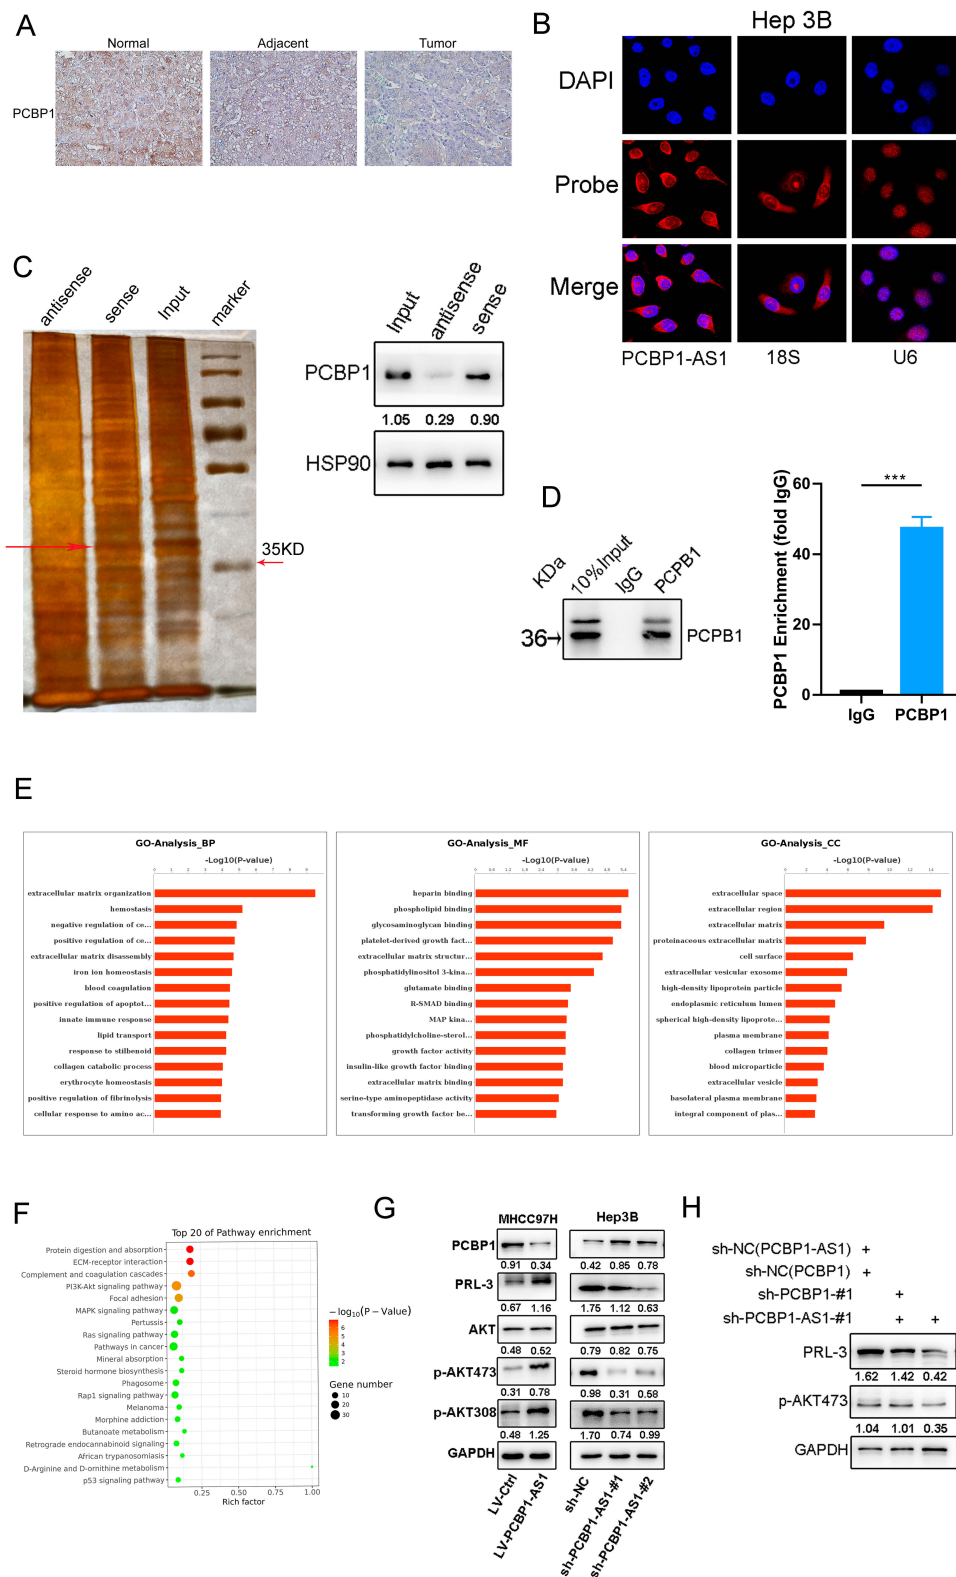 A
Normal
Adjacent
Tumor
PCBP1
B
Hep 3B
DAPI
Probe
Merge
PCBP1-AS1
18S
U6
C
antisense
sense
Input
marker
35KD
Input
antisense
sense
PCBP1
1.05 0.29 0.90
HSP90
D
KDa
10%Input
IgG
PCPB1
36
PCPB1
PCBP1 Enrichment (fold IgG)
60
40
20
0
***
IgG PCBP1
E
GO-Analysis_BP
-Log10(P-value)
extracellular matrix organization
hemostasis
negative regulation of ce...
positive regulation of ce...
extracellular matrix disassembly
iron ion homeostasis
blood coagulation
positive regulation of apoptot...
innate immune response
lipid transport
response to stilbenoid
collagen catabolic process
erythrocyte homeostasis
positive regulation of fibrinolysis
cellular response to amino ac...
GO-Analysis_MF
-Log10(P-value)
heparin binding
phospholipid binding
glycosaminoglycan binding
platelet-derived growth fact...
extracellular matrix structur...
phosphatidylinositol 3-kina...
glutamate binding
R-SMAD binding
MAP kina...
phosphatidylcholine-sterol...
growth factor activity
insulin-like growth factor binding
extracellular matrix binding
serine-type aminopeptidase activity
transforming growth factor be...
GO-Analysis_CC
-Log10(P-value)
0 2 4 6 8 10 12 14
extracellular space
extracellular region
extracellular matrix
proteinaceous extracellular matrix
cell surface
extracellular vesicular exosome
high-density lipoprotein particle
endoplasmic reticulum lumen
spherical high-density lipoprote...
plasma membrane
collagen trimer
blood microparticle
extracellular vesicle
basolateral plasma membrane
integral component of plas...
F
Top 20 of Pathway enrichment
Protein digestion and absorption
ECM-receptor interaction
Complement and coagulation cascades
PI3K-Akt signaling pathway
Focal adhesion
MAPK signaling pathway
Pertussis
Ras signaling pathway
Pathways in cancer
Mineral absorption
Steroid hormone biosynthesis
Phagosome
Rap1 signaling pathway
Melanoma
Morphine addiction
Butanoate metabolism
Retrograde endocannabinoid signaling
African trypanosomiasis
D-Arginine and D-ornithine metabolism
p53 signaling pathway
0.25 0.50 0.75 1.00
Rich factor
−log10(P−Value)
6
5
4
3
2
Gene number
10
20
30
G
MHCC97H Hep3B
PCBP1
0.91 0.34 0.42 0.85 0.78
PRL-3
0.67 1.16 1.75 1.12 0.63
AKT
0.48 0.52 0.79 0.82 0.75
p-AKT473
0.31 0.78 0.98 0.31 0.58
p-AKT308
0.48 1.25 1.70 0.74 0.99
GAPDH
LV-Ctrl
LV-PCBP1-AS1
sh-NC
sh-PCBP1-AS1-#1
sh-PCBP1-AS1-#2
H
sh-NC(PCBP1-AS1) +
sh-NC(PCBP1) +
sh-PCBP1-#1 +
sh-PCBP1-AS1-#1 + +
PRL-3
1.62 1.42 0.42
p-AKT473
1.04 1.01 0.35
GAPDH